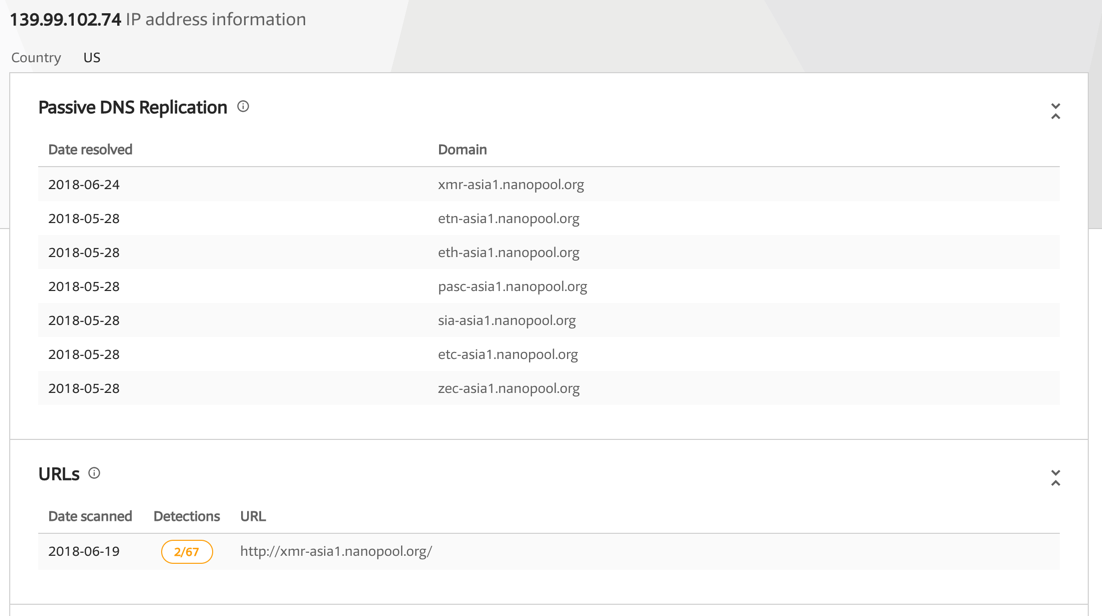 139.99.102.74 IP address information
Country US
Passive DNS Replication
Date resolved Domain
2018-06-24 xmr-asia1.nanopool.org
2018-05-28 etn-asia1.nanopool.org
2018-05-28 eth-asia1.nanopool.org
2018-05-28 pasc-asia1.nanopool.org
2018-05-28 sia-asia1.nanopool.org
2018-05-28 etc-asia1.nanopool.org
2018-05-28 zec-asia1.nanopool.org
URLs
Date scanned Detections URL
2018-06-19 2/67 http://xmr-asia1.nanopool.org/